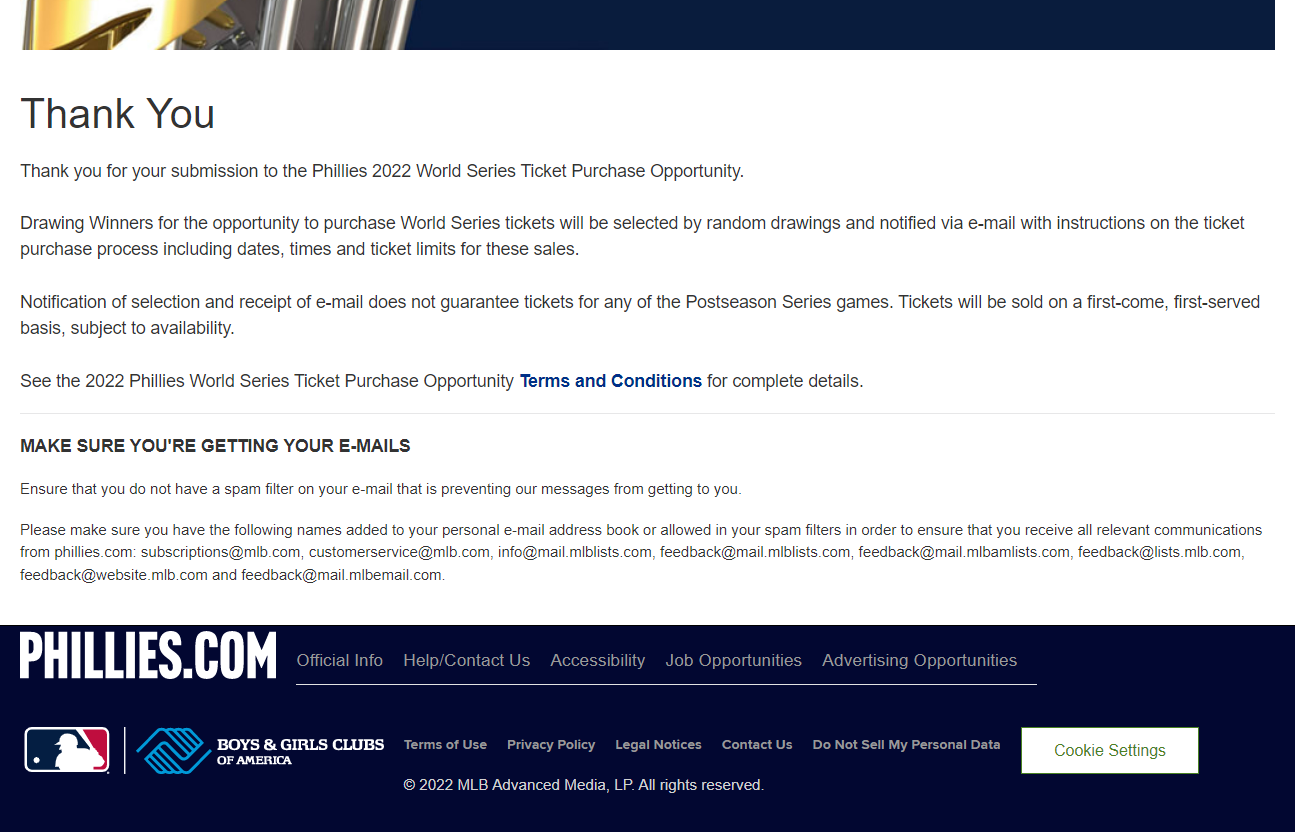 Thank You
Thank you for your submission to the Phillies 2022 World Series Ticket Purchase Opportunity.
Drawing Winners for the opportunity to purchase World Series tickets will be selected by random drawings and notified via e-mail with instructions on the ticket
purchase process including dates, times and ticket limits for these sales.
Notification of selection and receipt of e-mail does not guarantee tickets for any of the Postseason Series games. Tickets will be sold on a first-come, first-served
basis, subject to availability.
See the 2022 Phillies World Series Ticket Purchase Opportunity Terms and Conditions for complete details.
MAKE SURE YOU'RE GETTING YOUR E-MAILS
Ensure that you do not have a spam filter on your e-mail that is preventing our messages from getting to you.
Please make sure you have the following names added to your personal e-mail address book or allowed in your spam filters in order to ensure that you receive all relevant communications
from phillies.com: subscriptions@mlb.com, customerservice@mlb.com, info@mail.mlblists.com, feedback@mail.mlblists.com, feedback@mail.mlbamlists.com, feedback@lists.mlb.com,
feedback@website.mlb.com and feedback@mail.mlbemail.com.
PHILLIES.COM Official Info Help/Contact Us Accessibility Job Opportunities Advertising Opportunities
BOYS & GIRLS CLUBS
OF AMERICA
Terms of Use Privacy Policy Legal Notices Contact Us Do Not Sell My Personal Data
Cookie Settings
© 2022 MLB Advanced Media, LP. All rights reserved.